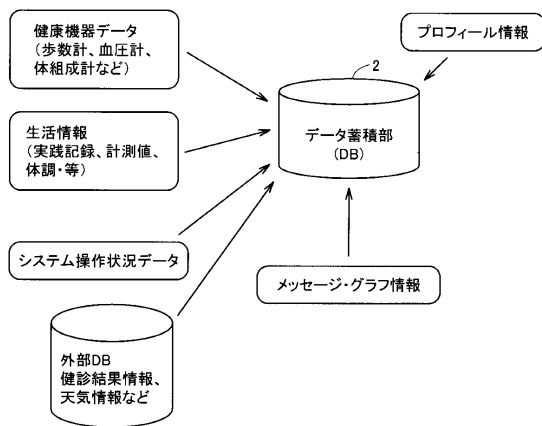 健康機器データ
(歩数計、血圧計、
体組成計など)
プロフィール情報
2
データ蓄積部
(DB)
生活情報
(実践記録、計測値、
体調・等)
システム操作状況データ
メッセージ・グラフ情報
外部DB
健診結果情報、
天気情報など